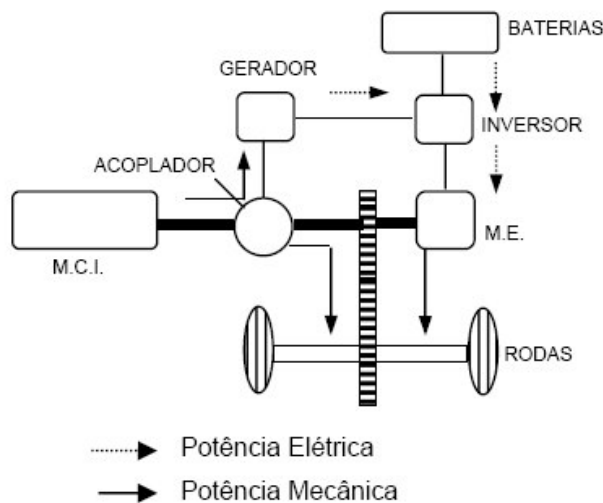 BATERIAS
GERADOR
INVERSOR
ACOPLADOR
M.C.I.
M.E.
RODAS
Potência Elétrica
Potência Mecânica